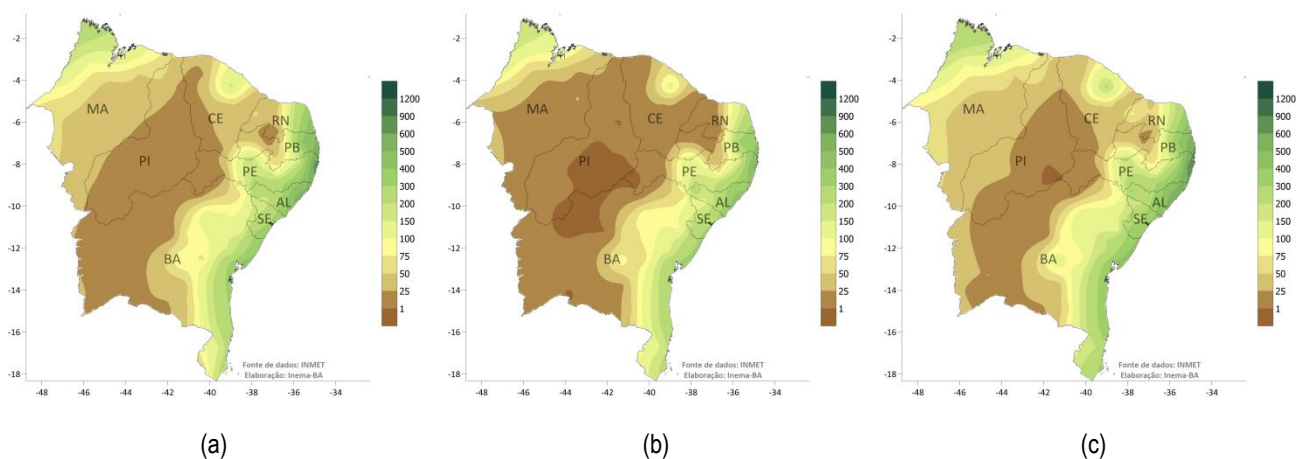 -2
-4
-6
-8
-10
-12
-14
-16
-18
-48 -46 -44 -42 -40 -38 -36 -34
MA
PI
CE
RN
PB
PE
AL
SE
BA
1200
900
600
500
400
300
200
150
100
75
50
25
1
Fonte de dados: INMET
Elaboração: Inema-BA
(a)
-2
-4
-6
-8
-10
-12
-14
-16
-18
-48 -46 -44 -42 -40 -38 -36 -34
MA
PI
CE
RN
PB
PE
AL
SE
BA
1200
900
600
500
400
300
200
150
100
75
50
25
1
Fonte de dados: INMET
Elaboração: Inema-BA
(b)
-2
-4
-6
-8
-10
-12
-14
-16
-18
-48 -46 -44 -42 -40 -38 -36 -34
MA
PI
CE
RN
PB
PE
AL
SE
BA
1200
900
600
500
400
300
200
150
100
75
50
25
1
Fonte de dados: INMET
Elaboração: Inema-BA
(c)